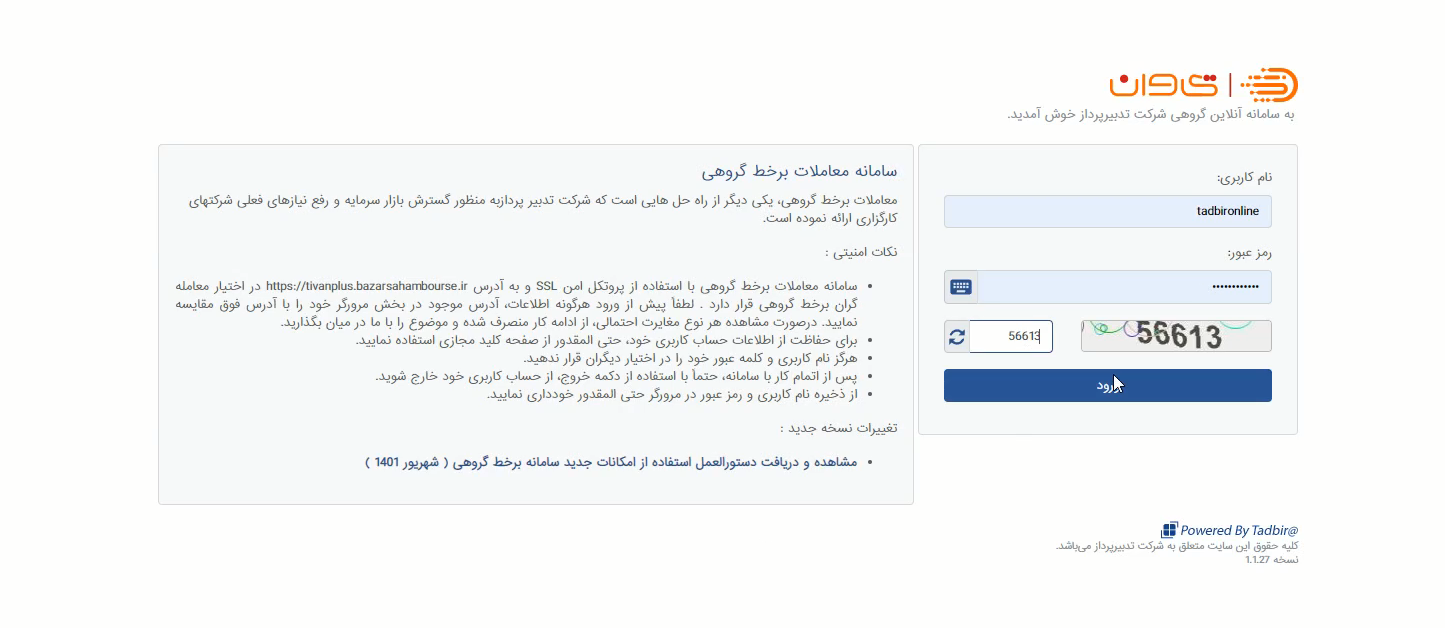 تیوان
به سامانه آنلاین گروهی شرکت تدبیرپرداز خوش آمدید.
نام کاربری:
tadbironline
رمز عبور:
••••••••••••
56613
56613
ورود
سامانه معاملات برخط گروهی
معاملات برخط گروهی، یکی دیگر از راه حل هایی است که شرکت تدبیر پردازبه منظور گسترش بازار سرمایه و رفع نیازهای فعلی شرکتهای
کارگزاری ارائه نموده است.
نکات امنیتی :
سامانه معاملات برخط گروهی با استفاده از پروتکل امن SSL و به آدرس https://tivanplus.bazarsahambourse.ir در اختیار معامله
گران برخط گروهی قرار دارد . لطفاً پیش از ورود هرگونه اطلاعات، آدرس موجود در بخش مرورگر خود را با آدرس فوق مقایسه
نمایید. درصورت مشاهده هر نوع مغایرت احتمالی، از ادامه کار منصرف شده و موضوع را با ما در میان بگذارید.
برای حفاظت از اطلاعات حساب کاربری خود، حتی المقدور از صفحه کلید مجازی استفاده نمایید.
هرگز نام کاربری و کلمه عبور خود را در اختیار دیگران قرار ندهید.
پس از اتمام کار با سامانه، حتماً با استفاده از دکمه خروج، از حساب کاربری خود خارج شوید.
از ذخیره نام کاربری و رمز عبور در مرورگر حتی المقدور خودداری نمایید.
تغییرات نسخه جدید :
مشاهده و دریافت دستورالعمل استفاده از امکانات جدید سامانه برخط گروهی ( شهریور 1401 )
Powered By Tadbir@
کلیه حقوق این سایت متعلق به شرکت تدبیرپرداز می‌باشد.
نسخه 1.1.27